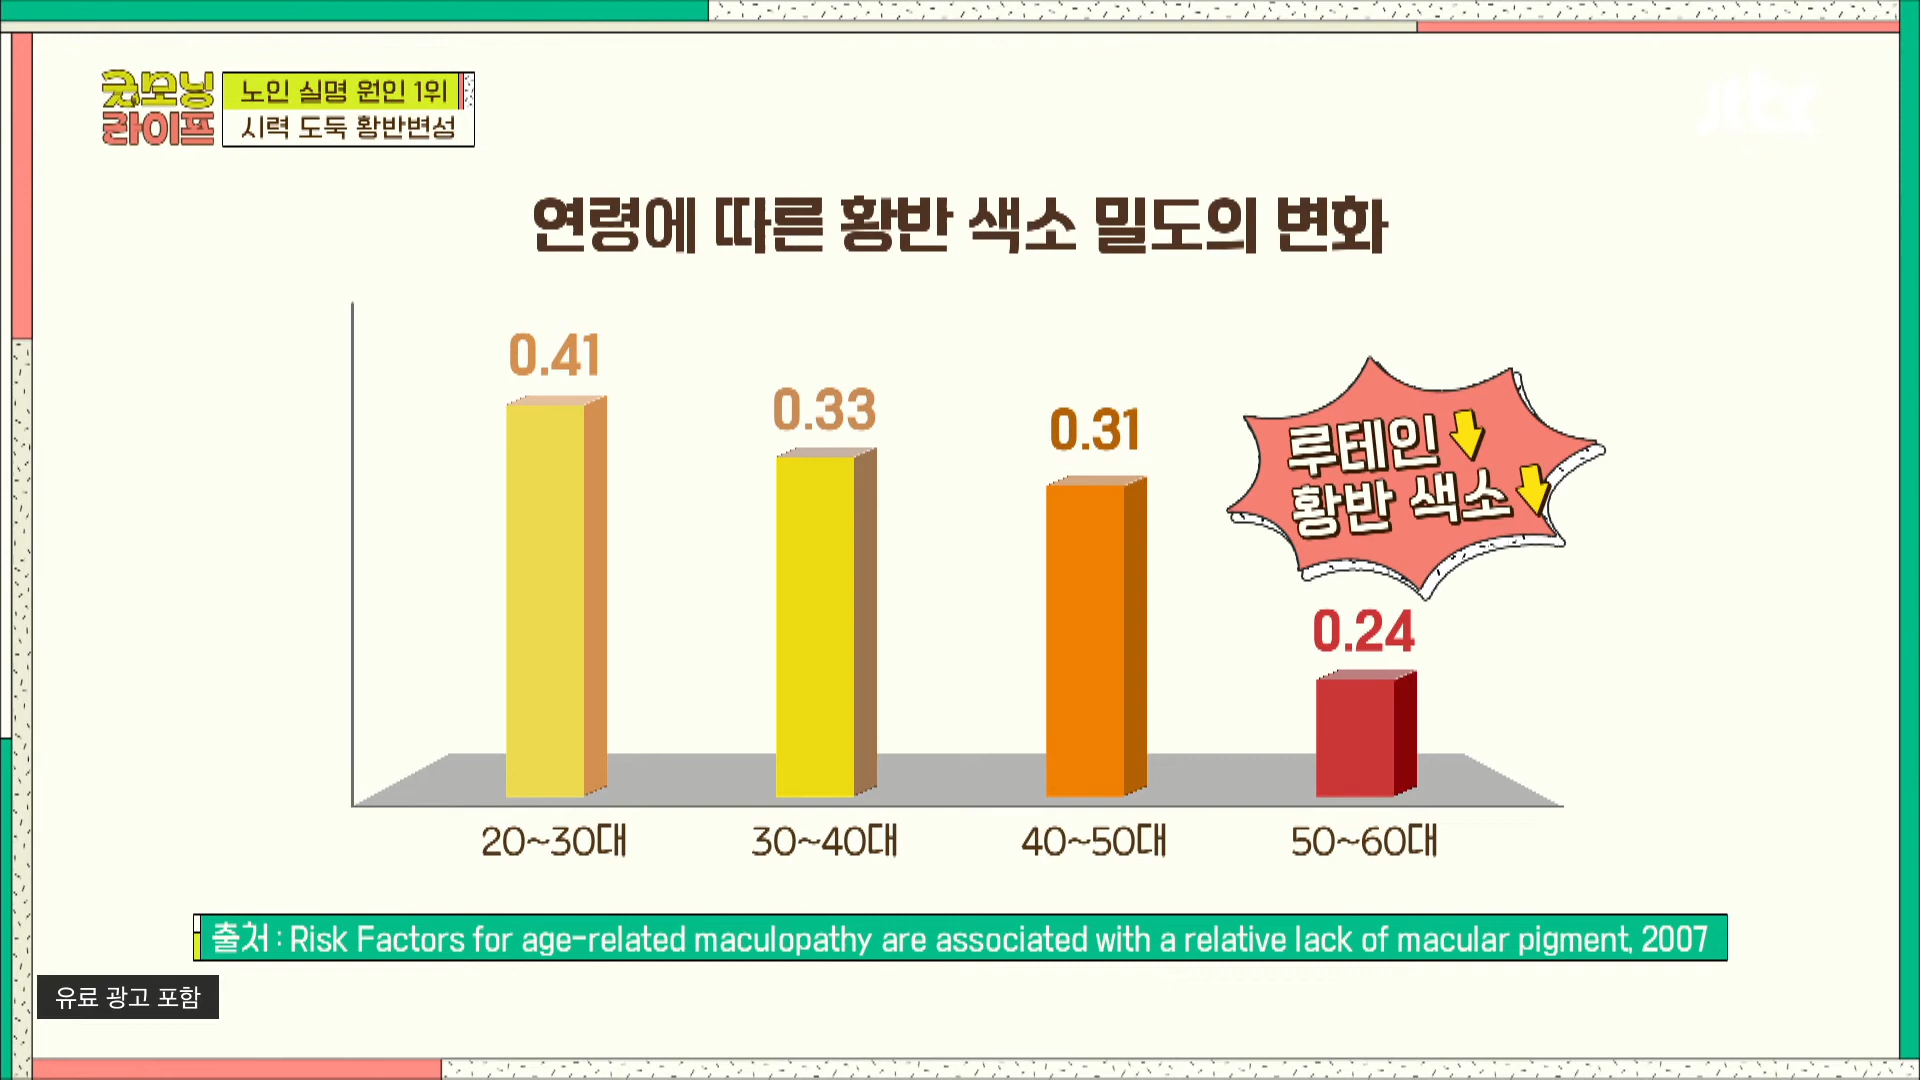 굿모닝
라이프
노인 실명 원인 1위
시력 도둑 황반변성
jtbc
연령에 따른 황반 색소 밀도의 변화
0.41
0.33
0.31
0.24
루테인
황반 색소
20~30대
30~40대
40~50대
50~60대
출처 : Risk Factors for age-related maculopathy are associated with a relative lack of macular pigment, 2007
유료 광고 포함